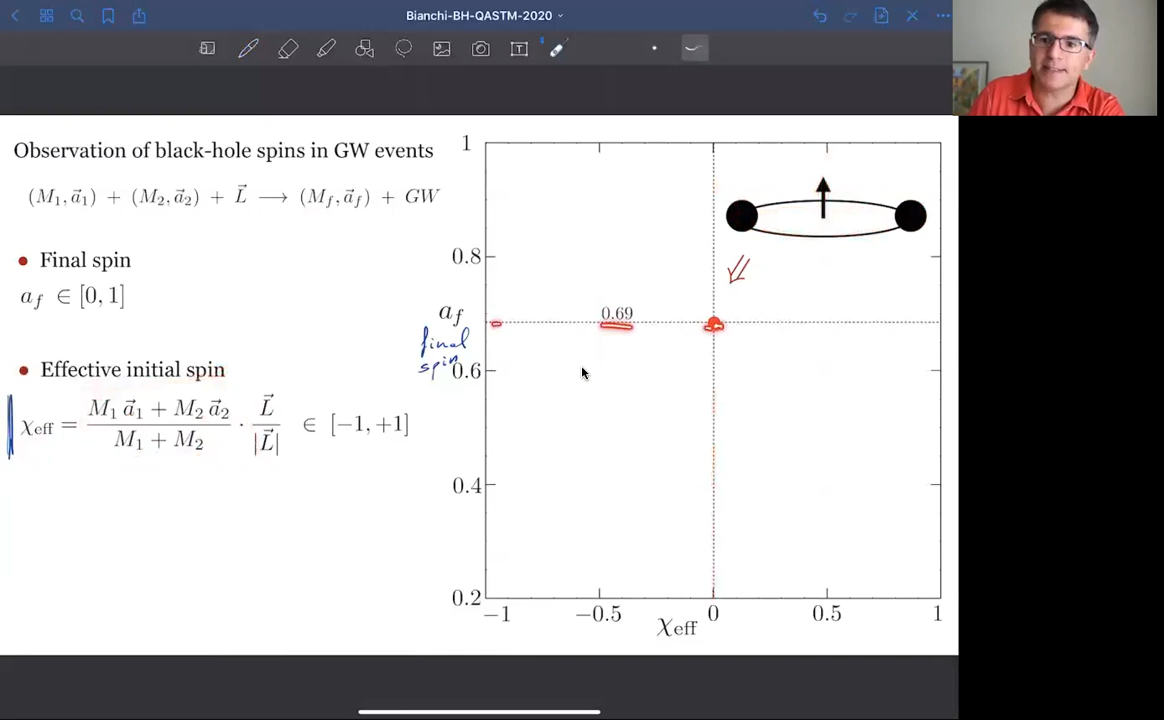 Bianchi-BH-QASTM-2020
T
Observation of black-hole spins in GW events
(M₁, a⃗₁) + (M₂, a⃗₂) + L⃗ ⟶ (M_f, a⃗_f) + GW
• Final spin
a_f ∈ [0, 1]
• Effective initial spin
χ_eff = (M₁ a⃗₁ + M₂ a⃗₂) / (M₁ + M₂) · L⃗ / |L⃗| ∈ [−1, +1]
1
0.8
a_f
final
spin
0.69
0.6
0.4
0.2
−1
−0.5
0
0.5
1
χ_eff